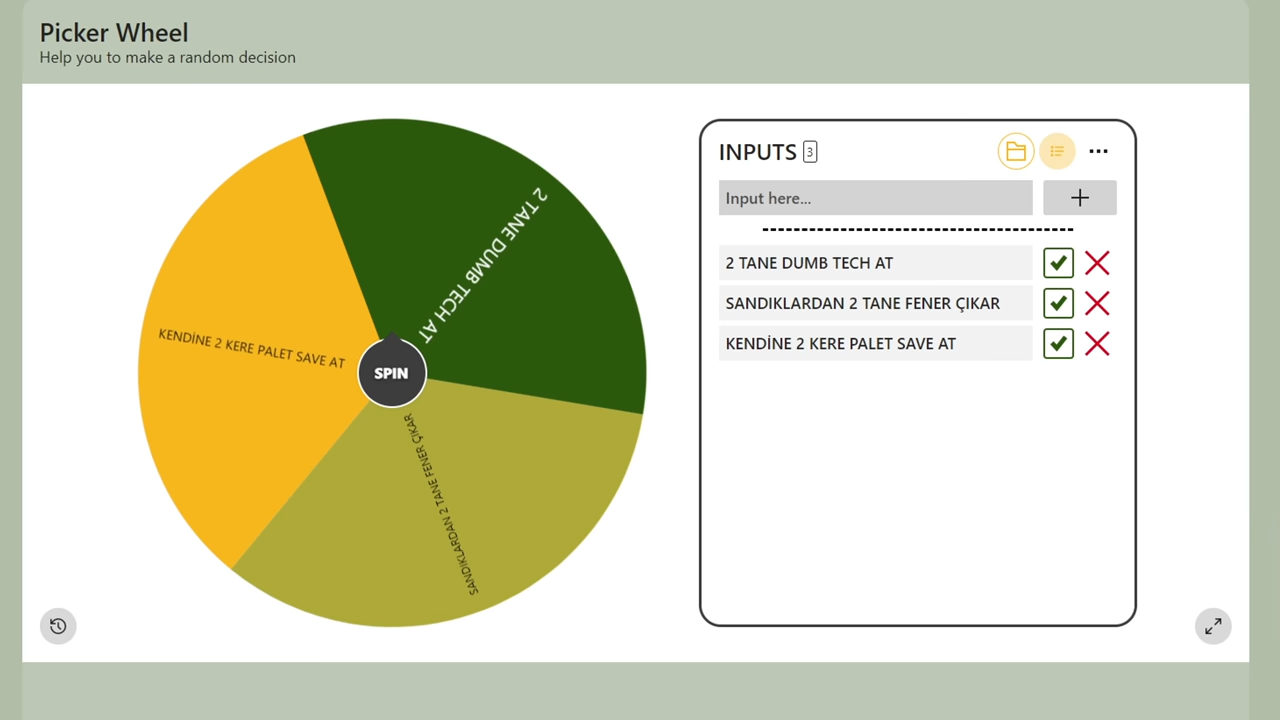 Picker Wheel
Help you to make a random decision
2 TANE DUMB TECH AT
KENDİNE 2 KERE PALET SAVE AT
SPIN
SANDIKLARDAN 2 TANE FENER ÇIKAR
INPUTS 3
Input here...
2 TANE DUMB TECH AT
SANDIKLARDAN 2 TANE FENER ÇIKAR
KENDİNE 2 KERE PALET SAVE AT